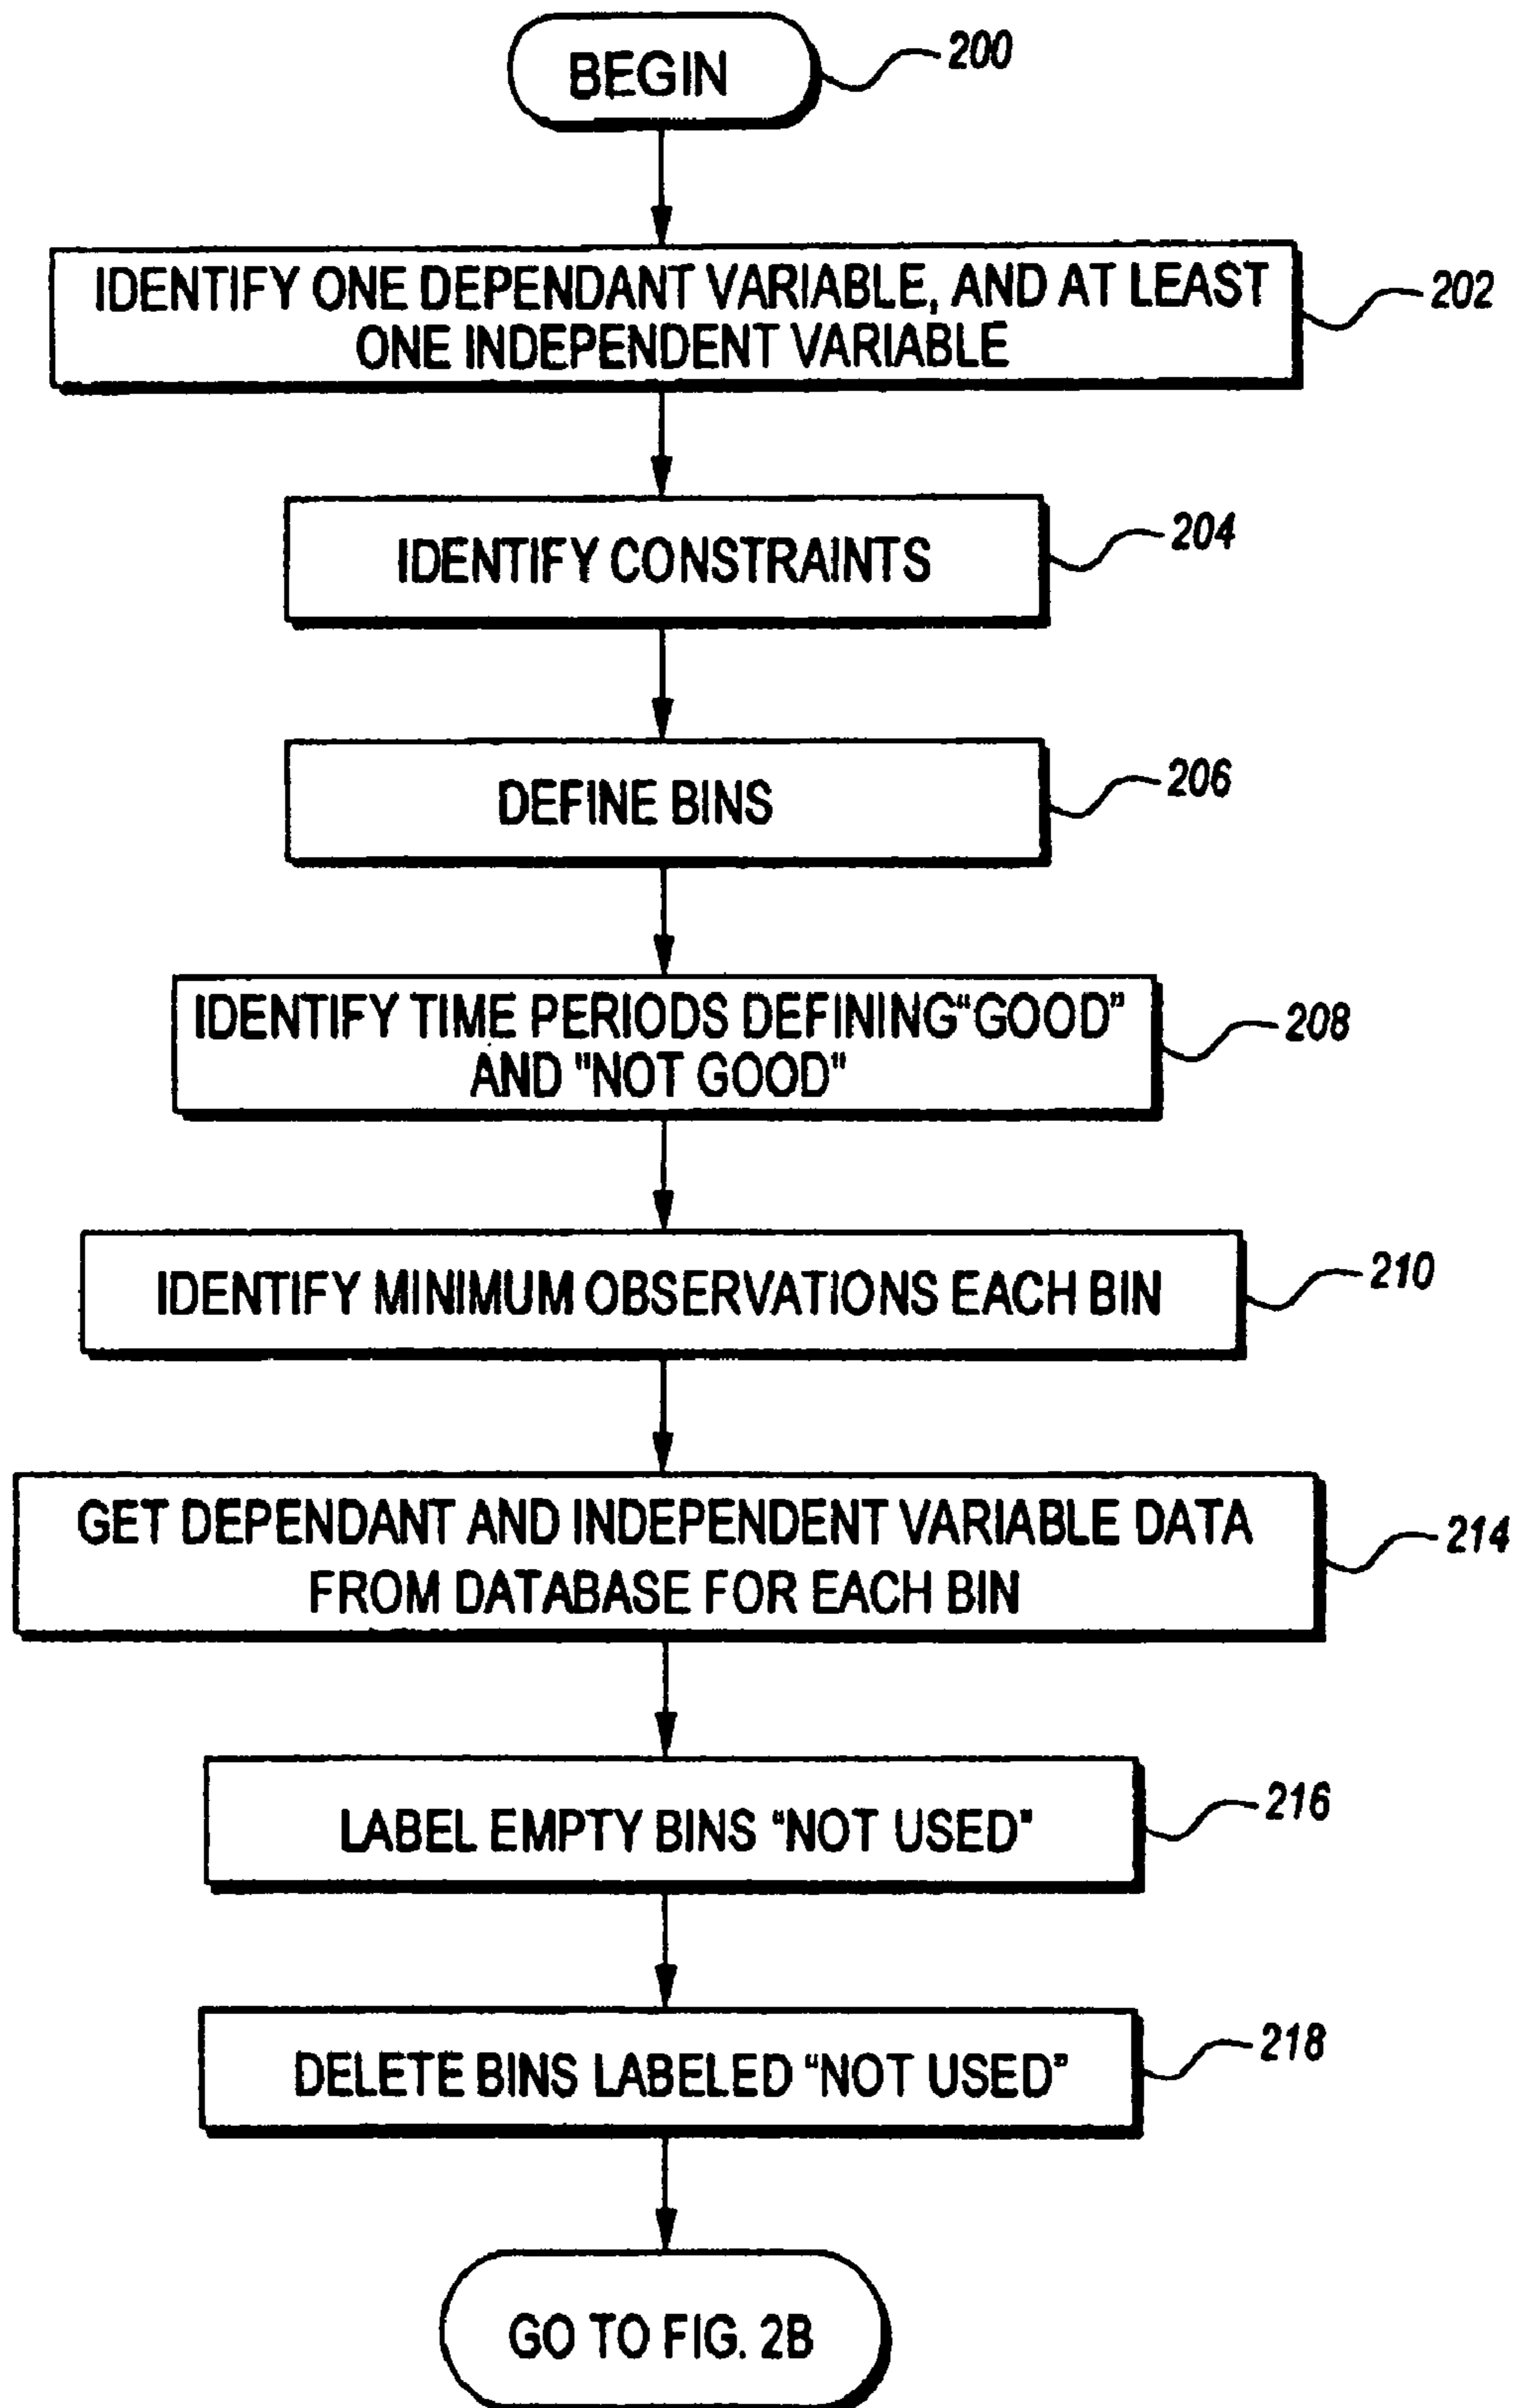 BEGIN
200
IDENTIFY ONE DEPENDANT VARIABLE, AND AT LEAST
ONE INDEPENDENT VARIABLE
202
IDENTIFY CONSTRAINTS
204
DEFINE BINS
206
IDENTIFY TIME PERIODS DEFINING“GOOD”
AND "NOT GOOD"
208
IDENTIFY MINIMUM OBSERVATIONS EACH BIN
210
GET DEPENDANT AND INDEPENDENT VARIABLE DATA
FROM DATABASE FOR EACH BIN
214
LABEL EMPTY BINS “NOT USED”
216
DELETE BINS LABELED “NOT USED”
218
GO TO FIG. 2B